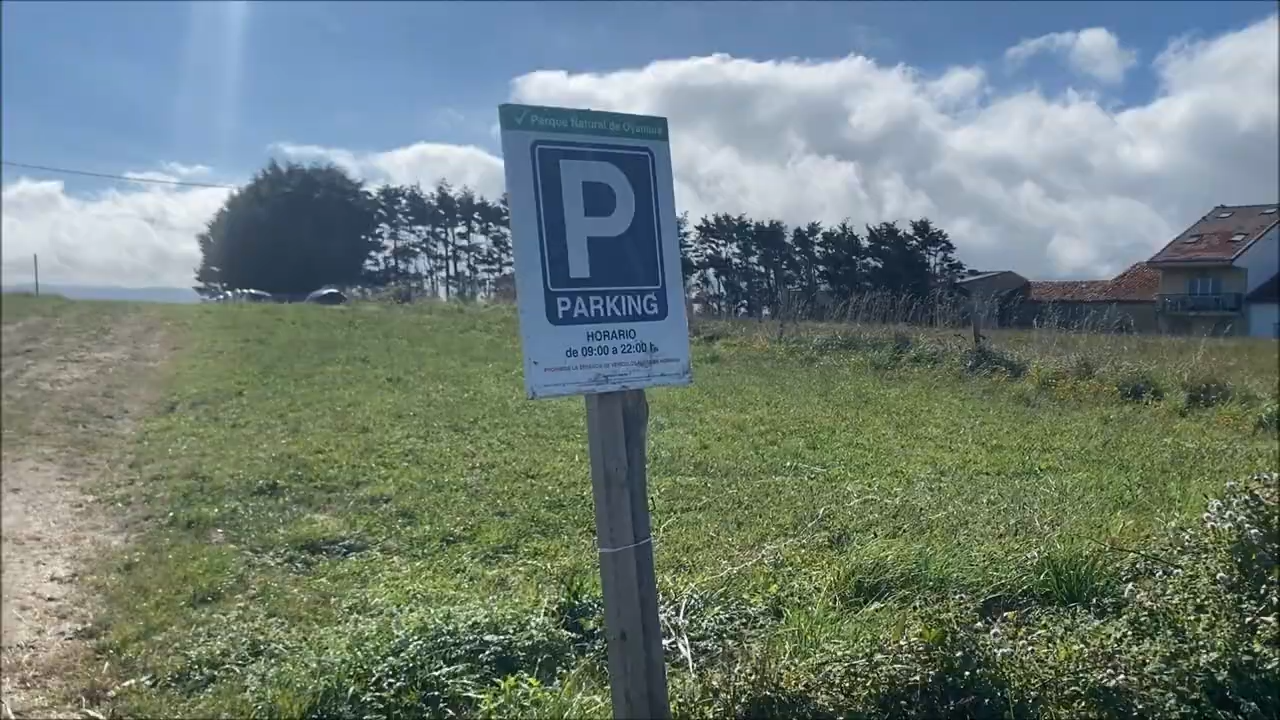 Parque Natural de Oyambre
P
PARKING
HORARIO
de 09:00 a 22:00 h.